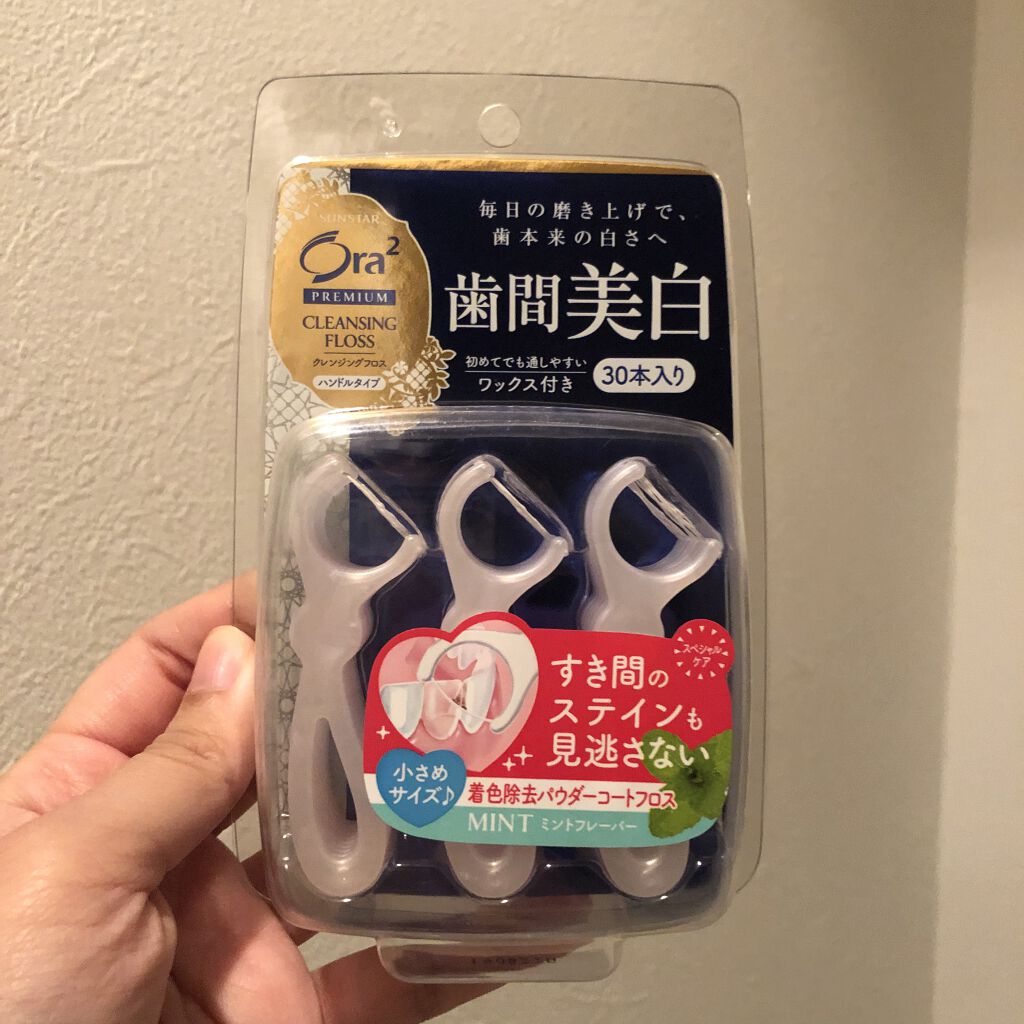 SUNSTAR
Ora²
PREMIUM
CLEANSING
FLOSS
クレンジングフロス
ハンドルタイプ
毎日の磨き上げで、
歯本来の白さへ
歯間美白
初めてでも通しやすい
ワックス付き
30本入り
スペシャル
ケア
すき間の
ステインも
見逃さない
小さめ
サイズ♪
着色除去パウダーコートフロス
MINT ミントフレーバー